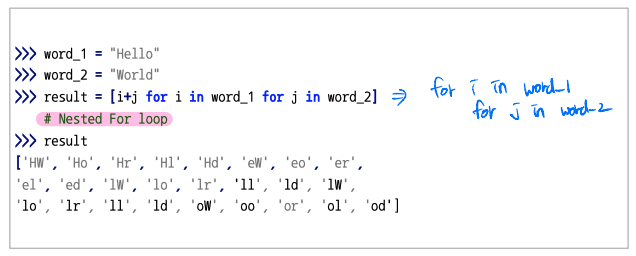 >>> word_1 = "Hello"
>>> word_2 = "World"
>>> result = [i+j for i in word_1 for j in word_2] ⇒ for i in word_1
for j in word_2
# Nested For loop
>>> result
['HW', 'Ho', 'Hr', 'Hl', 'Hd', 'eW', 'eo', 'er',
'el', 'ed', 'lW', 'lo', 'lr', 'll', 'ld', 'lW',
'lo', 'lr', 'll', 'ld', 'oW', 'oo', 'or', 'ol', 'od']